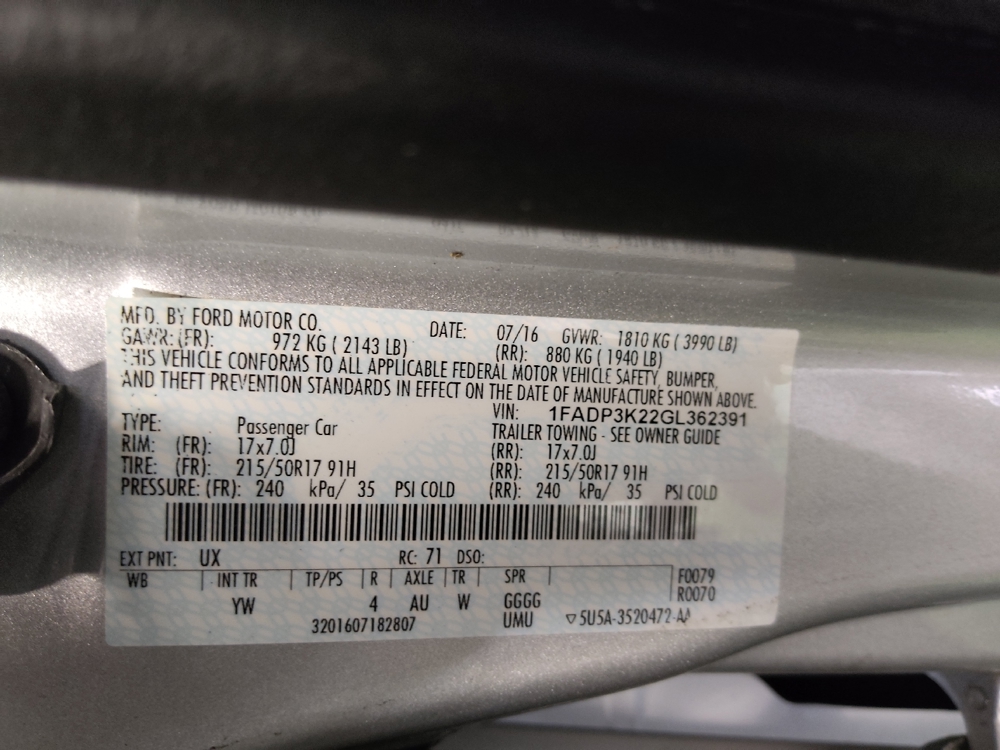 MFD. BY FORD MOTOR CO. DATE: 07/16 GVWR: 1810 KG ( 3990 LB)
GAWR: (FR): 972 KG ( 2143 LB) (RR): 880 KG ( 1940 LB)
THIS VEHICLE CONFORMS TO ALL APPLICABLE FEDERAL MOTOR VEHICLE SAFETY, BUMPER,
AND THEFT PREVENTION STANDARDS IN EFFECT ON THE DATE OF MANUFACTURE SHOWN ABOVE.
VIN: 1FADP3K22GL362391
TYPE: Passenger Car TRAILER TOWING - SEE OWNER GUIDE
RIM: (FR): 17x7.0J (RR): 17x7.0J
TIRE: (FR): 215/50R17 91H (RR): 215/50R17 91H
PRESSURE: (FR): 240 kPa/ 35 PSI COLD (RR): 240 kPa/ 35 PSI COLD
EXT PNT: UX RC: 71 DSO:
WB INT TR TP/PS R AXLE TR SPR F0079
R0070
YW 4 AU W GGGG
3201607182807 UMU ▽5U5A-3520472-AA